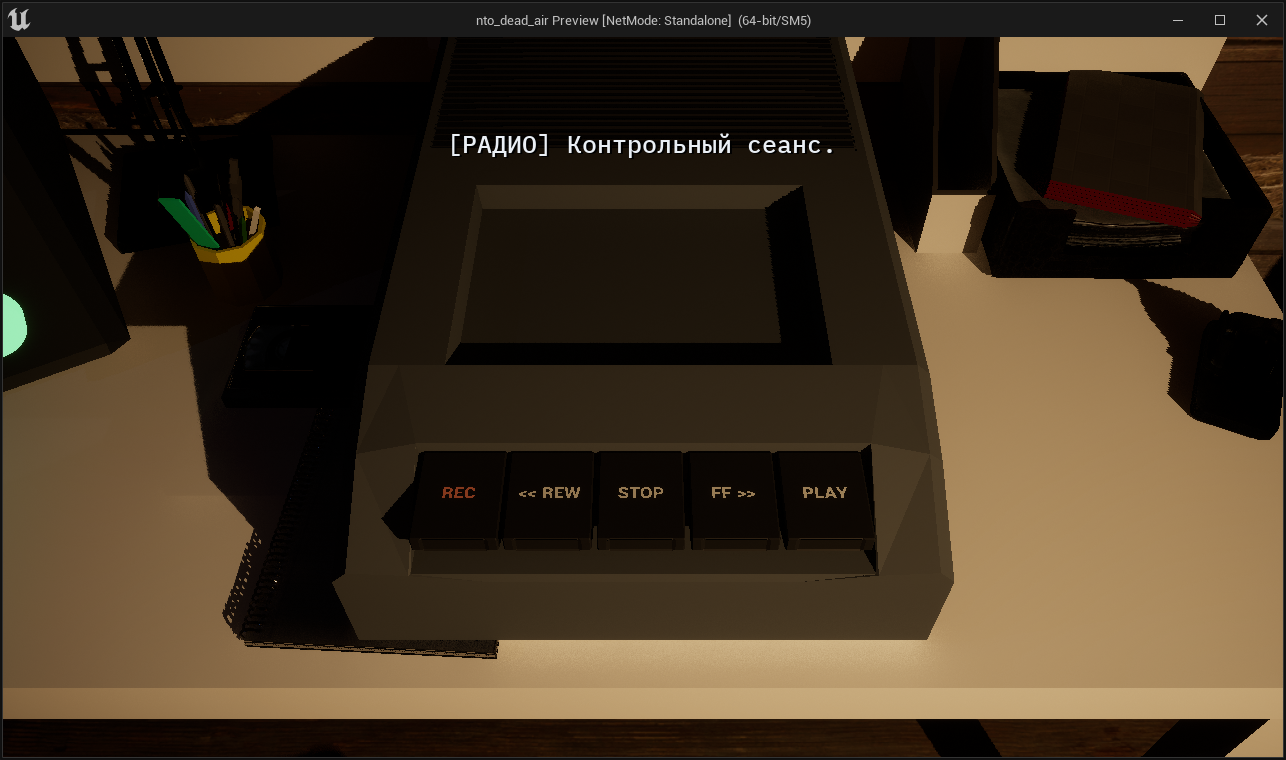 nto_dead_air Preview [NetMode: Standalone] (64-bit/SM5)
[РАДИО] Контрольный сеанс.
REC << REW STOP FF >> PLAY